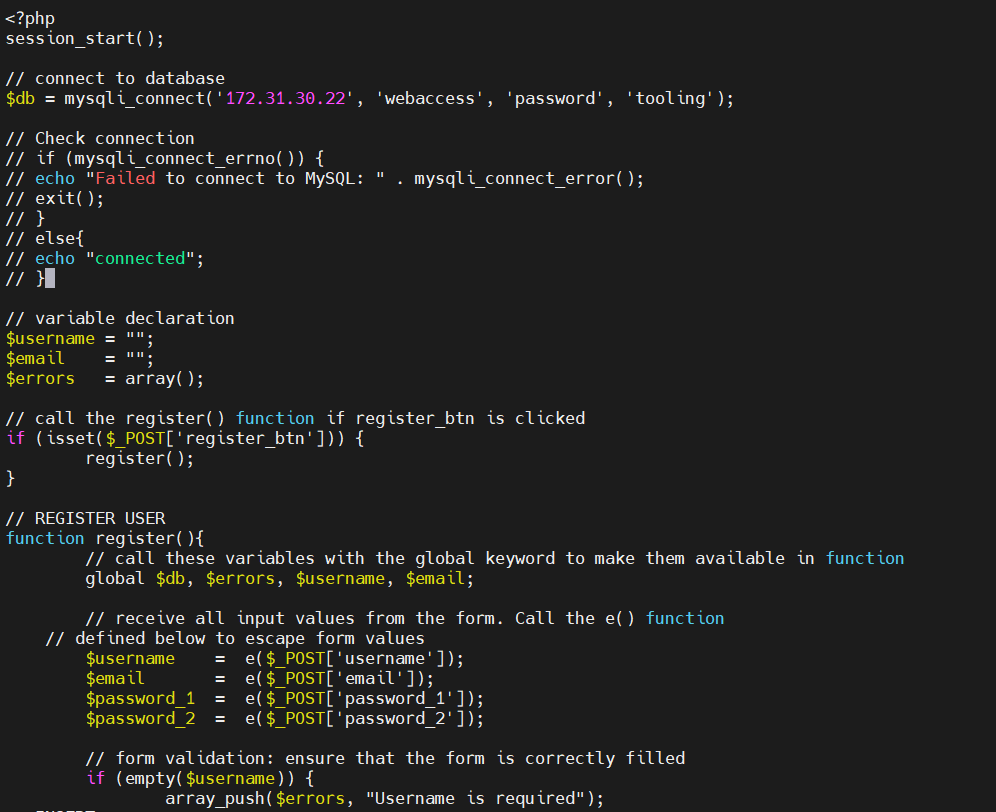 <?php
session_start();

// connect to database
$db = mysqli_connect('172.31.30.22', 'webaccess', 'password', 'tooling');

// Check connection
// if (mysqli_connect_errno()) {
// echo "Failed to connect to MySQL: " . mysqli_connect_error();
// exit();
// }
// else{
// echo "connected";
// }

// variable declaration
$username = "";
$email    = "";
$errors   = array();

// call the register() function if register_btn is clicked
if (isset($_POST['register_btn'])) {
        register();
}

// REGISTER USER
function register(){
        // call these variables with the global keyword to make them available in function
        global $db, $errors, $username, $email;

        // receive all input values from the form. Call the e() function
    // defined below to escape form values
        $username    =  e($_POST['username']);
        $email       =  e($_POST['email']);
        $password_1  =  e($_POST['password_1']);
        $password_2  =  e($_POST['password_2']);

        // form validation: ensure that the form is correctly filled
        if (empty($username)) {
                array_push($errors, "Username is required");